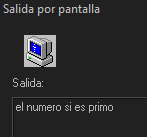 Salida por pantalla
Salida:
el numero si es primo